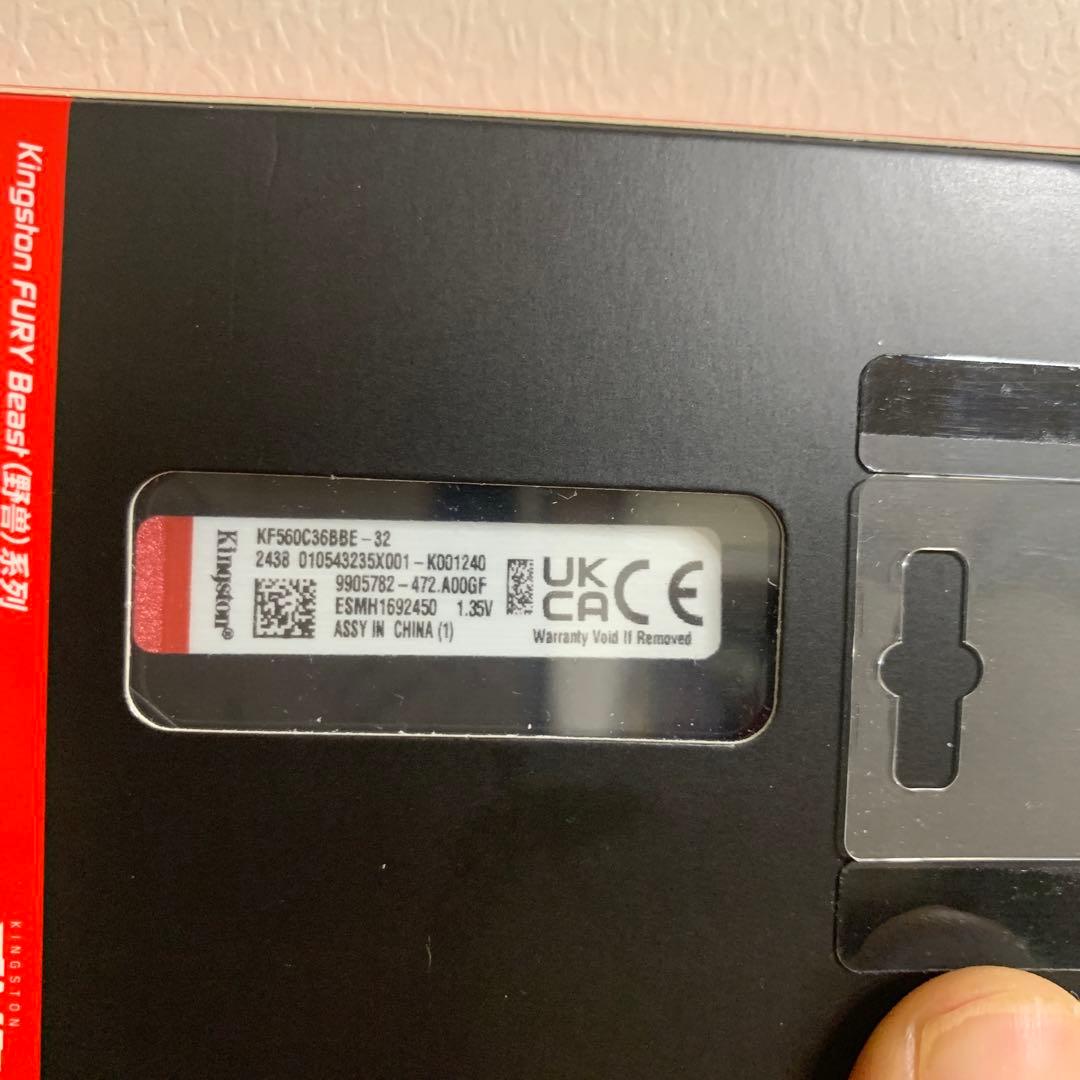 Kingston FURY Beast (野兽) 系列
KINGSTON
Kingston®
KF560C36BBE-32
2438 010543235X001-K001240
9905782-472.A00GF
ESMH1692450 1.35V
ASSY IN CHINA (1)
UK
CA CE
Warranty Void If Removed